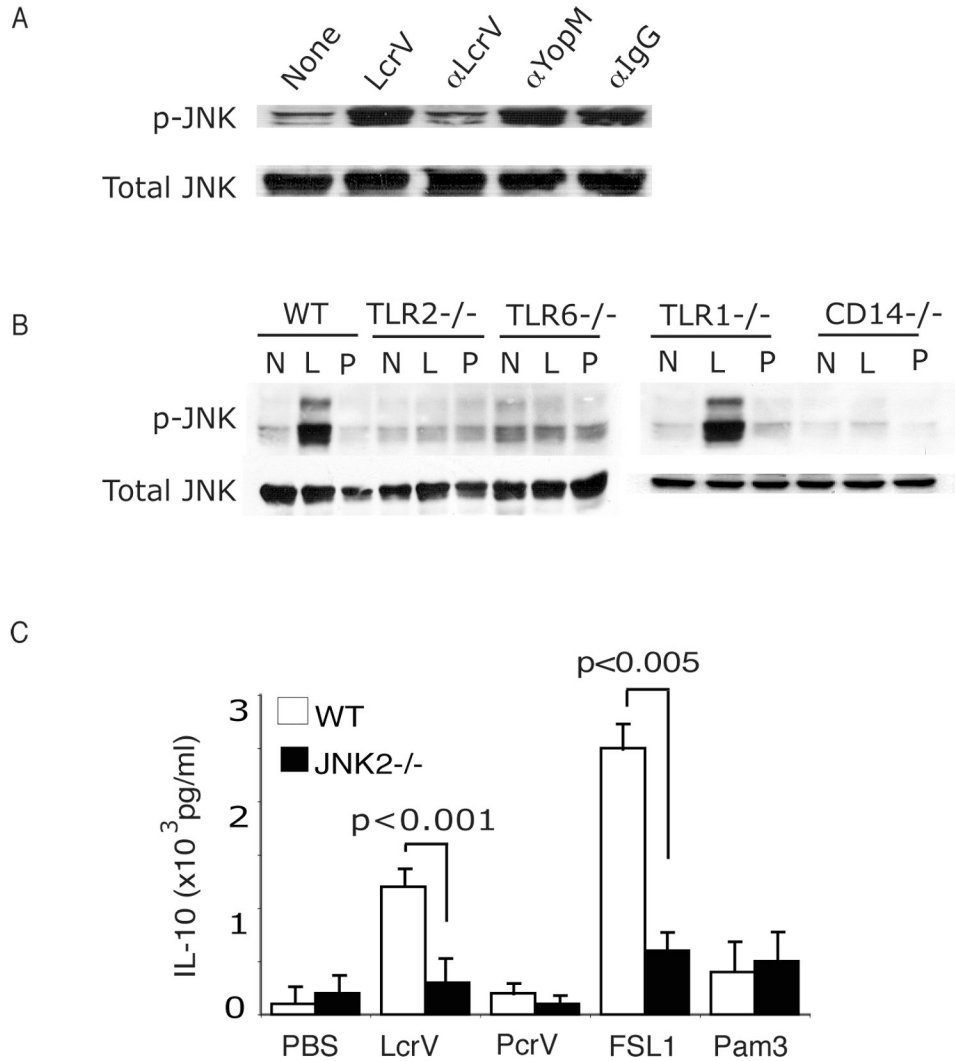 A
None LcrV αLcrV αYopM αIgG
p-JNK
Total JNK
B
WT TLR2-/- TLR6-/- TLR1-/- CD14-/-
N L P N L P N L P N L P N L P
p-JNK
Total JNK
C
p<0.005
3
WT
JNK2-/-
2
p<0.001
1
0
IL-10 (x10³pg/ml)
PBS LcrV PcrV FSL1 Pam3